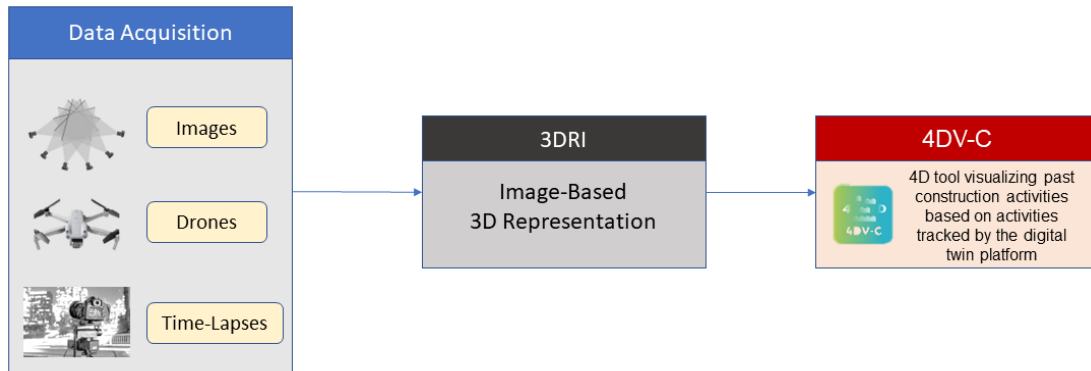 Data Acquisition
Images
Drones
Time-Lapses
3DRI
Image-Based
3D Representation
4DV-C
4D
4DV-C
4D tool visualizing past
construction activities
based on activities
tracked by the digital
twin platform